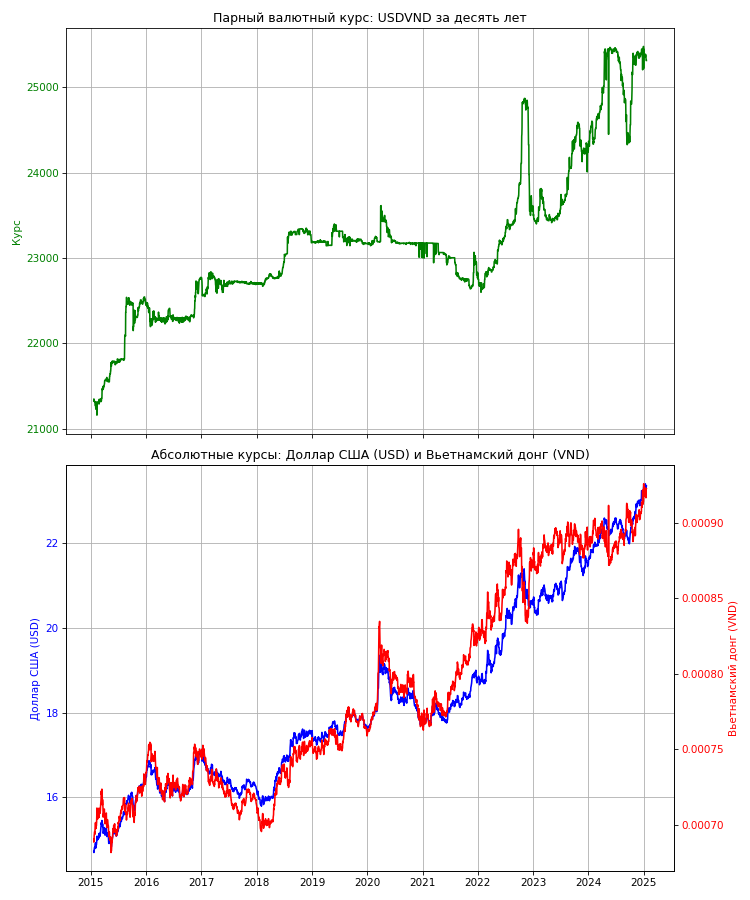 Парный валютный курс: USDVND за десять лет
25000
24000
23000
22000
21000
Курс
Абсолютные курсы: Доллар США (USD) и Вьетнамский донг (VND)
22
20
18
16
Доллар США (USD)
0.00090
0.00085
0.00080
0.00075
0.00070
Вьетнамский донг (VND)
2015 2016 2017 2018 2019 2020 2021 2022 2023 2024 2025